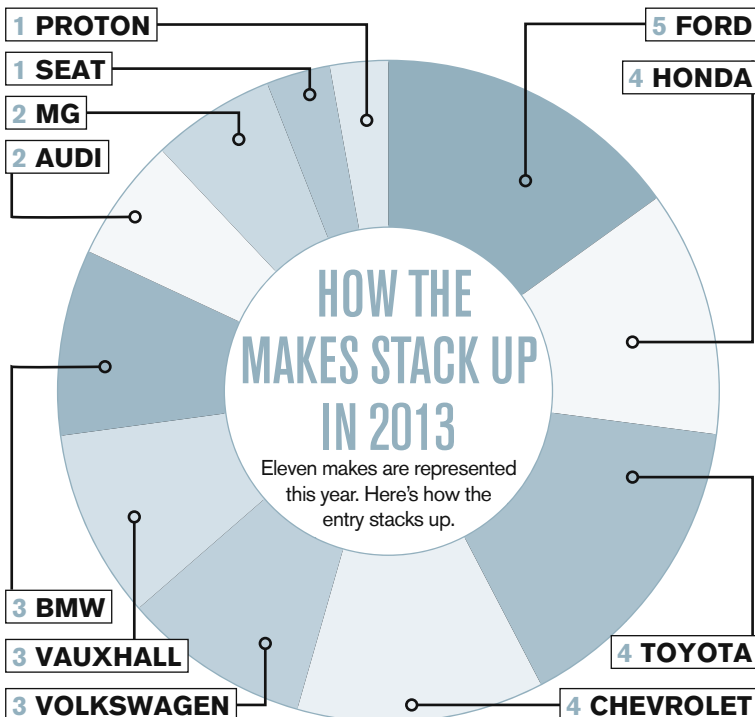 1 PROTON
1 SEAT
2 MG
2 AUDI
5 FORD
4 HONDA
HOW THE
MAKES STACK UP
IN 2013
Eleven makes are represented
this year. Here's how the
entry stacks up.
3 BMW
3 VAUXHALL
3 VOLKSWAGEN
4 TOYOTA
4 CHEVROLET